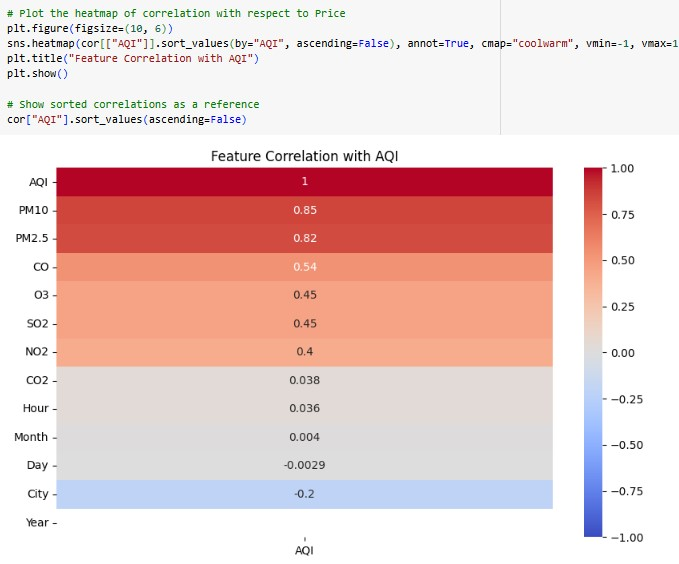 # Plot the heatmap of correlation with respect to Price
plt.figure(figsize=(10, 6))
sns.heatmap(cor[["AQI"]].sort_values(by="AQI", ascending=False), annot=True, cmap="coolwarm", vmin=-1, vmax=1
plt.title("Feature Correlation with AQI")
plt.show()
# Show sorted correlations as a reference
cor["AQI"].sort_values(ascending=False)
Feature Correlation with AQI
AQI 1
PM10 0.85
PM2.5 0.82
CO 0.54
O3 0.45
SO2 0.45
NO2 0.4
CO2 0.038
Hour 0.036
Month 0.004
Day -0.0029
City -0.2
Year
AQI
1.00
0.75
0.50
0.25
0.00
−0.25
−0.50
−0.75
−1.00